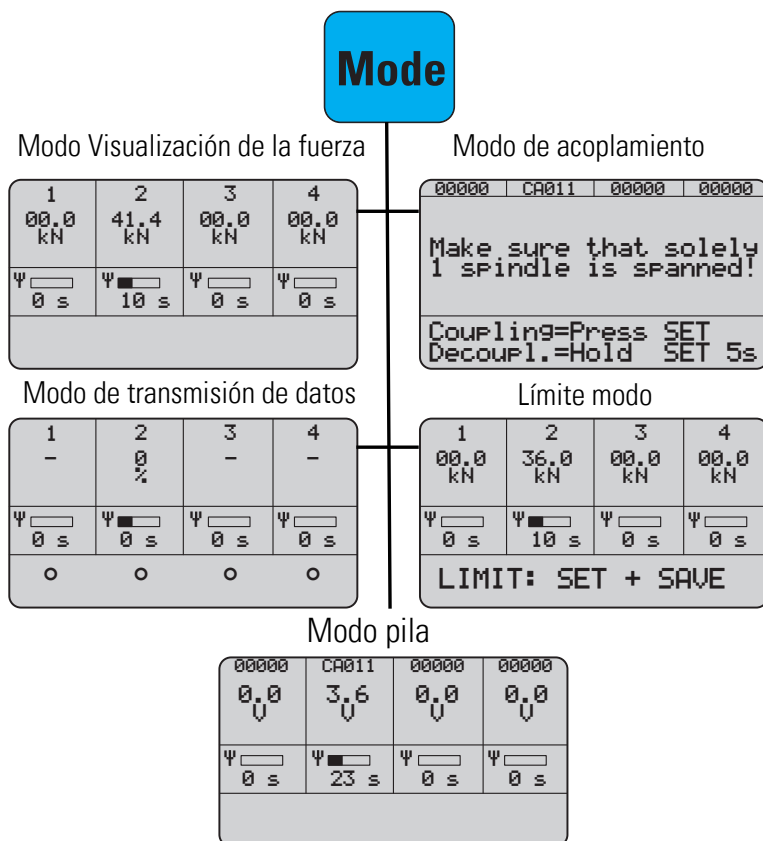 Mode
Modo Visualización de la fuerza
1 2 3 4
00.0 41.4 00.0 00.0
kN kN kN kN
0 s 10 s 0 s 0 s
Modo de acoplamiento
00000 CA011 00000 00000
Make sure that solely
1 spindle is spanned!
Coupling=Press SET
Decoupl.=Hold SET 5s
Modo de transmisión de datos
1 2 3 4
- 0 - -
%
0 s 0 s 0 s 0 s
Límite modo
1 2 3 4
00.0 36.0 00.0 00.0
kN kN kN kN
0 s 10 s 0 s 0 s
LIMIT: SET + SAVE
Modo pila
00000 CA011 00000 00000
0.0 3.6 0.0 0.0
V V V V
0 s 23 s 0 s 0 s